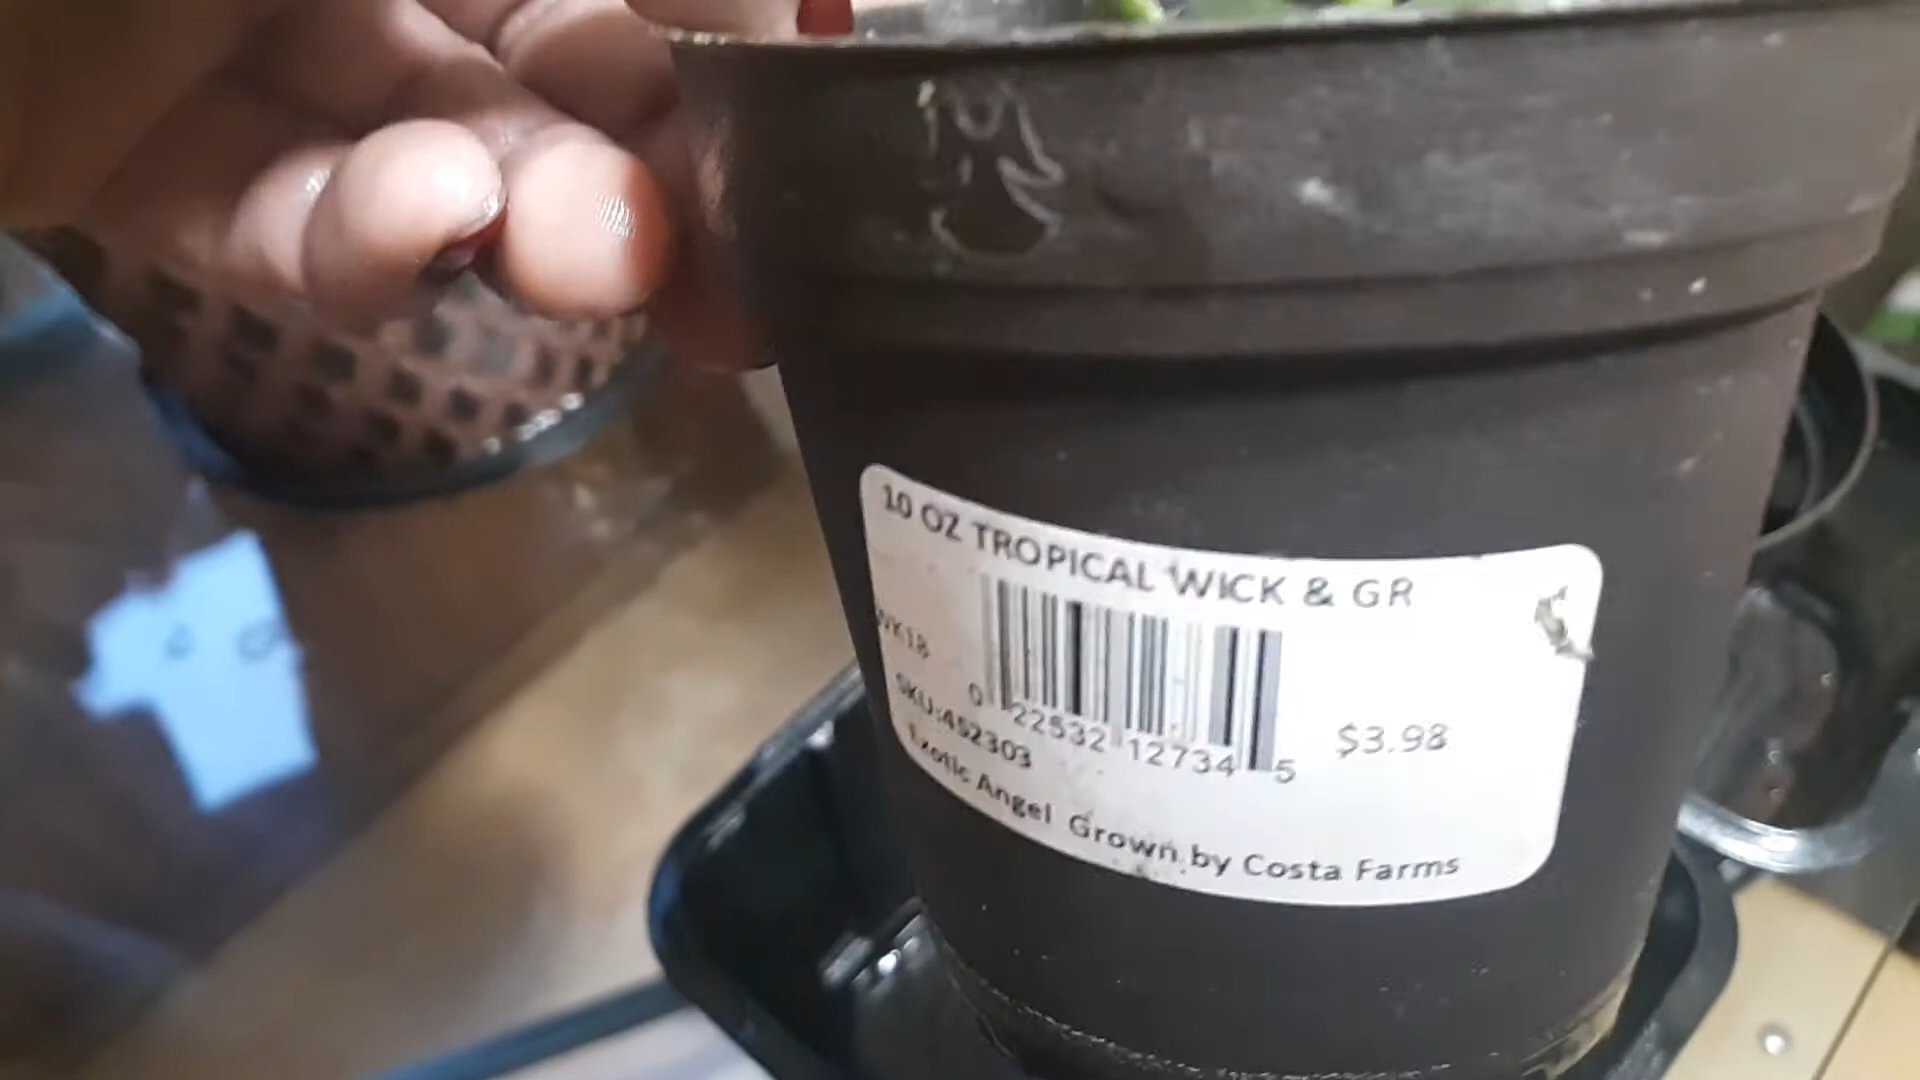 10 OZ TROPICAL WICK & GR
WK18
0 22532 12734 5
$3.98
SKU:452303
Exotic Angel Grown by Costa Farms